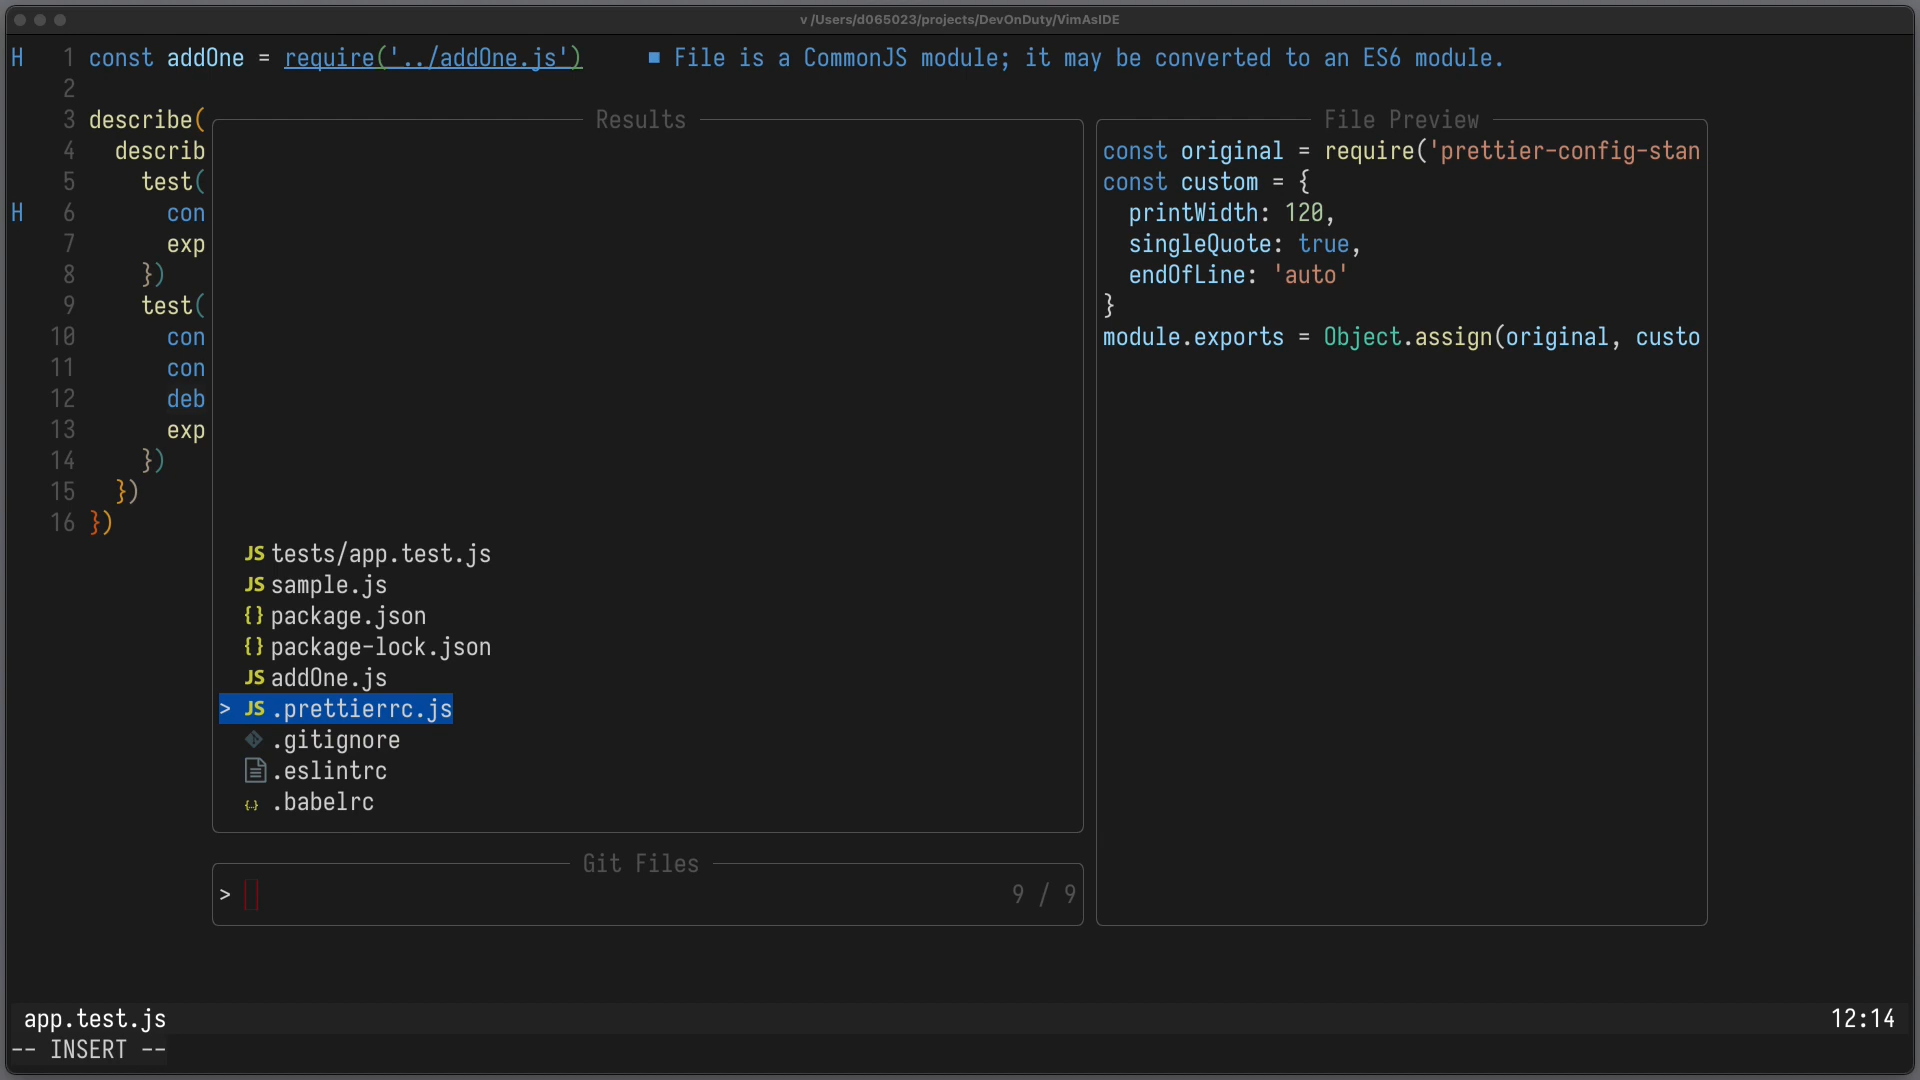 v /Users/d065023/projects/DevOnDuty/VimAsIDE
H 1 const addOne = require('../addOne.js') ■ File is a CommonJS module; it may be converted to an ES6 module.
2
3 describe(
4 describ
5 test(
H 6 con
7 exp
8 })
9 test(
10 con
11 con
12 deb
13 exp
14 })
15 })
16 })
Results
JS tests/app.test.js
JS sample.js
{} package.json
{} package-lock.json
JS addOne.js
> JS .prettierrc.js
.gitignore
.eslintrc
{..} .babelrc
Git Files
> 9 / 9
File Preview
const original = require('prettier-config-stan
const custom = {
printWidth: 120,
singleQuote: true,
endOfLine: 'auto'
}
module.exports = Object.assign(original, custo
app.test.js 12:14
-- INSERT --